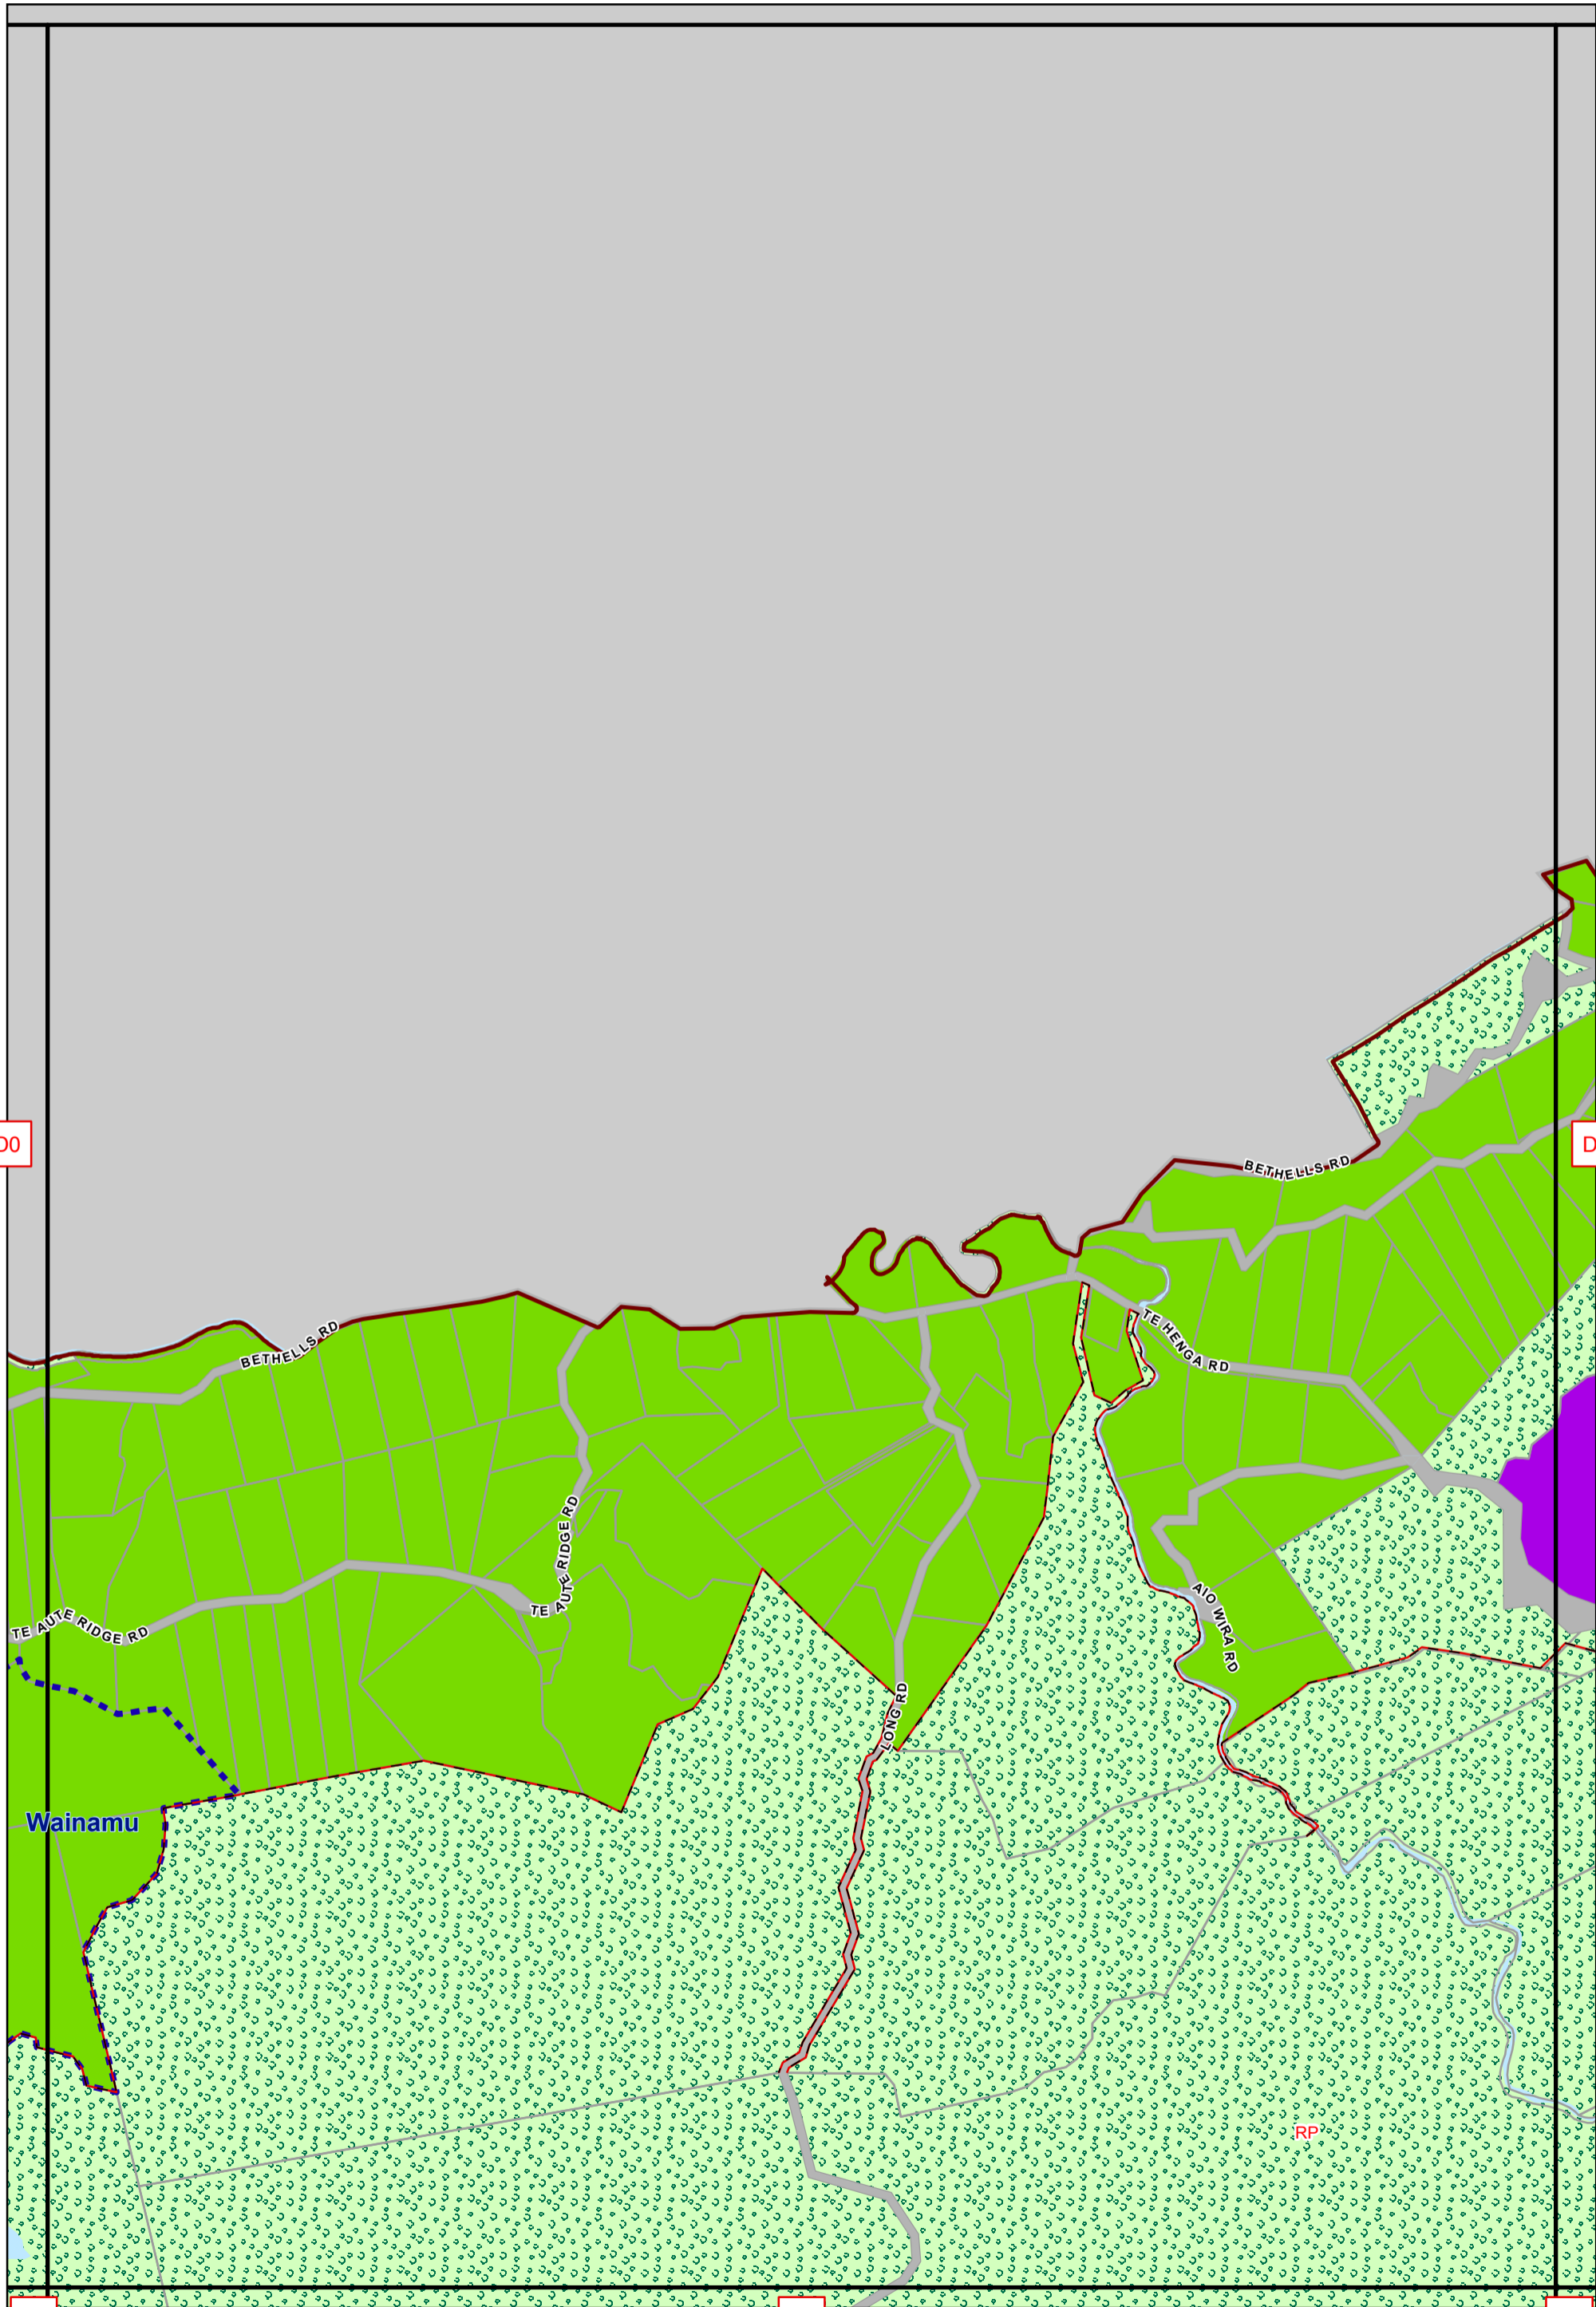 BETHELLS RD
BETHELLS RD
TE HENGA RD
TE AUTE RIDGE RD
TE AUTE RIDGE RD
AIO WIRA RD
LONG RD
Wainamu
RP